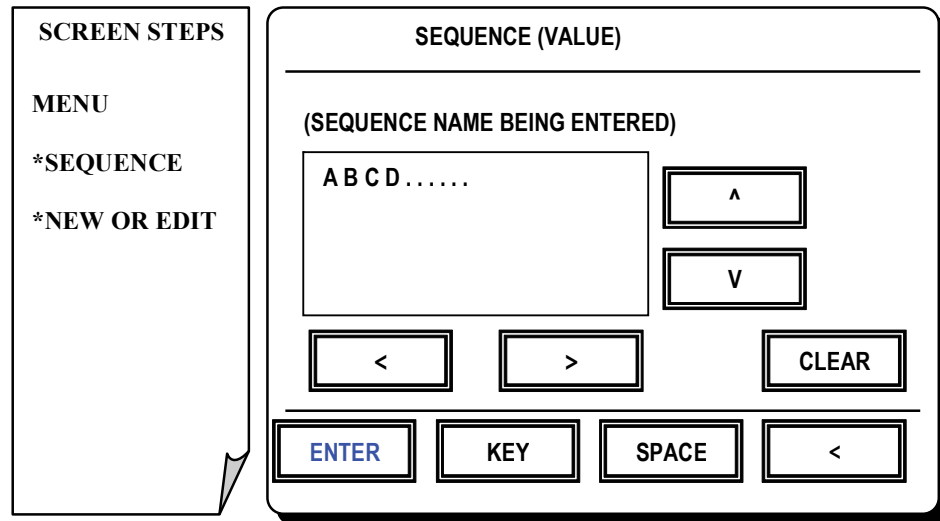 SCREEN STEPS
MENU
*SEQUENCE
*NEW OR EDIT
SEQUENCE (VALUE)
(SEQUENCE NAME BEING ENTERED)
A B C D . . . . . .
^
V
< > CLEAR
ENTER KEY SPACE <